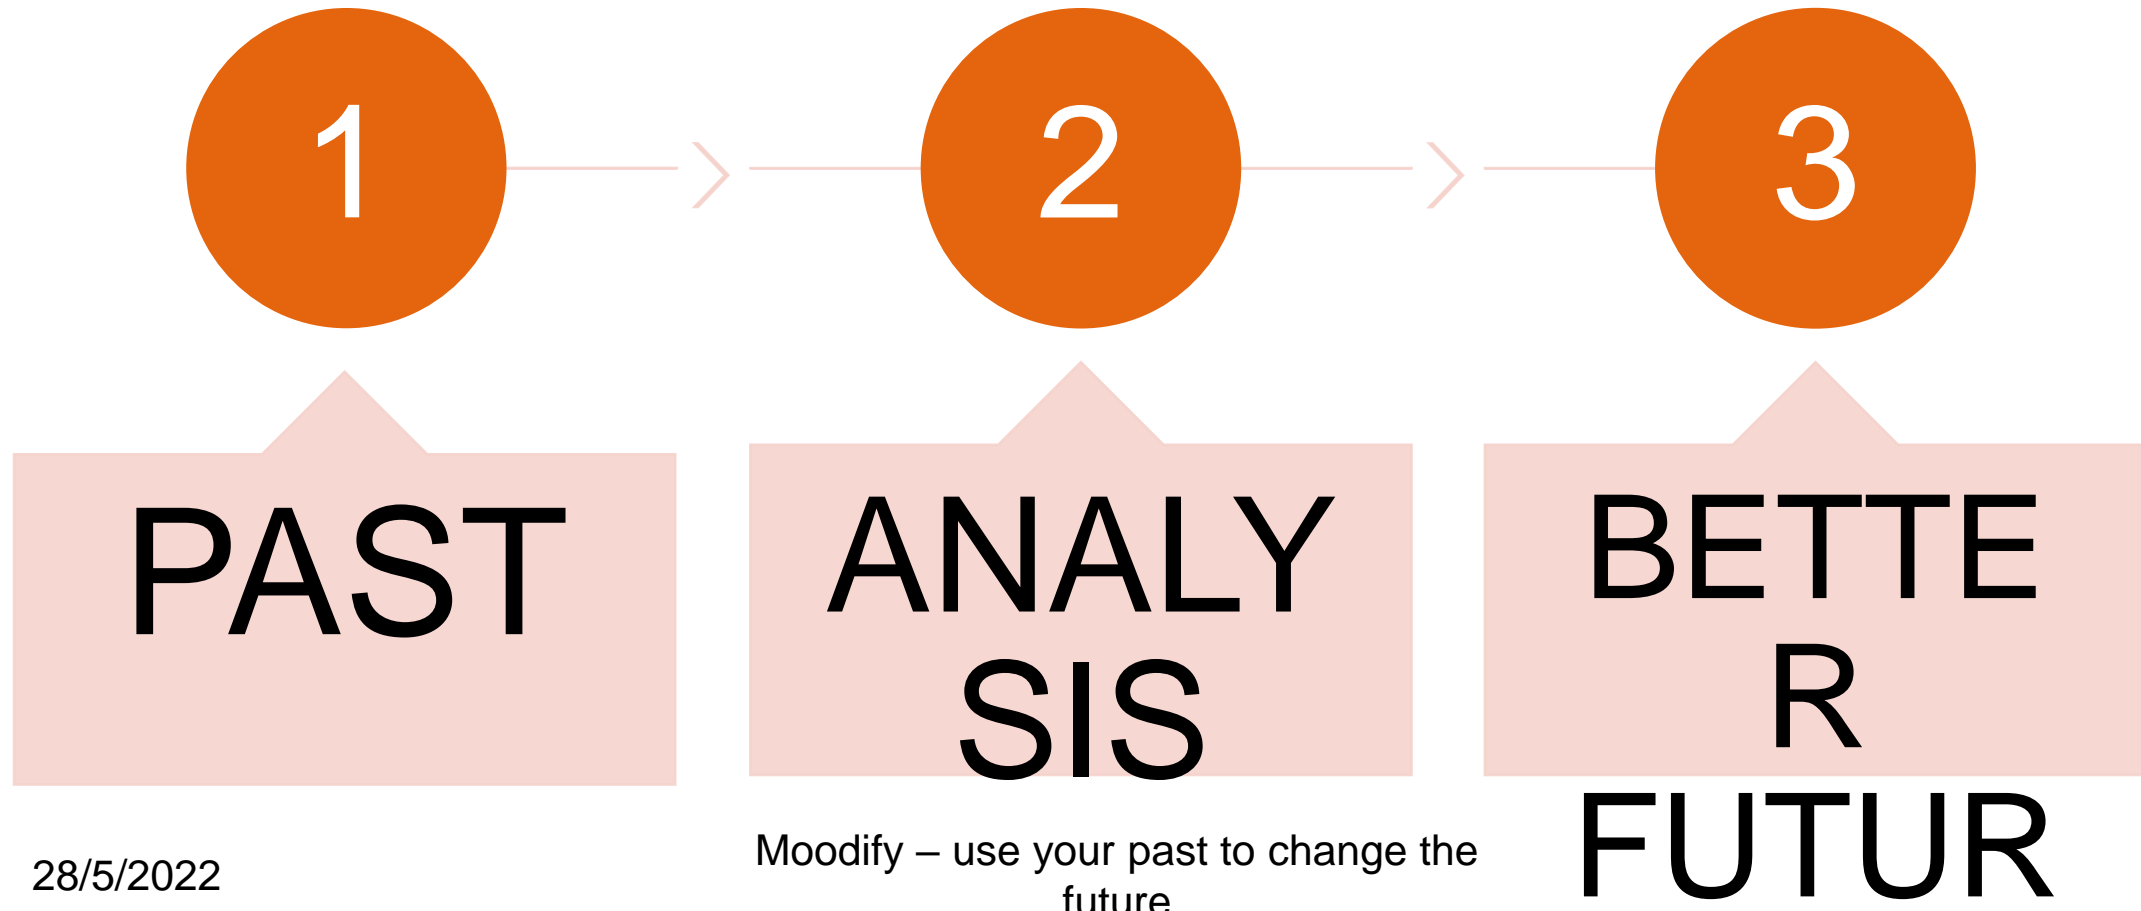 1
2
3
PAST
ANALY
SIS
BETTE
R
FUTUR
28/5/2022
Moodify – use your past to change the
future